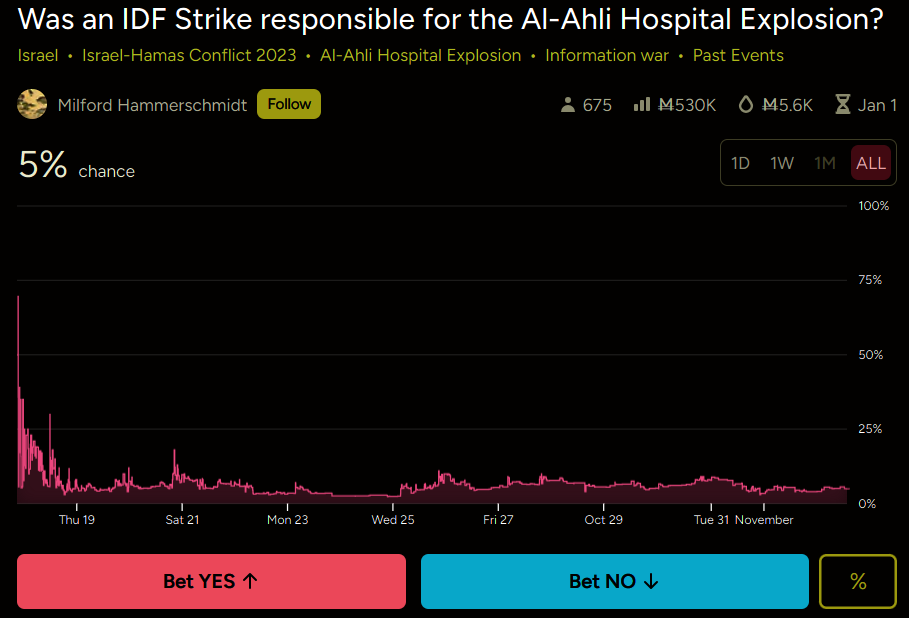 Was an IDF Strike responsible for the Al-Ahli Hospital Explosion?
Israel • Israel-Hamas Conflict 2023 • Al-Ahli Hospital Explosion • Information war • Past Events
Milford Hammerschmidt Follow 675 Ṁ530K Ṁ5.6K Jan 1
5% chance 1D 1W 1M ALL
100%
75%
50%
25%
0%
Thu 19 Sat 21 Mon 23 Wed 25 Fri 27 Oct 29 Tue 31 November
Bet YES ↑ Bet NO ↓ %